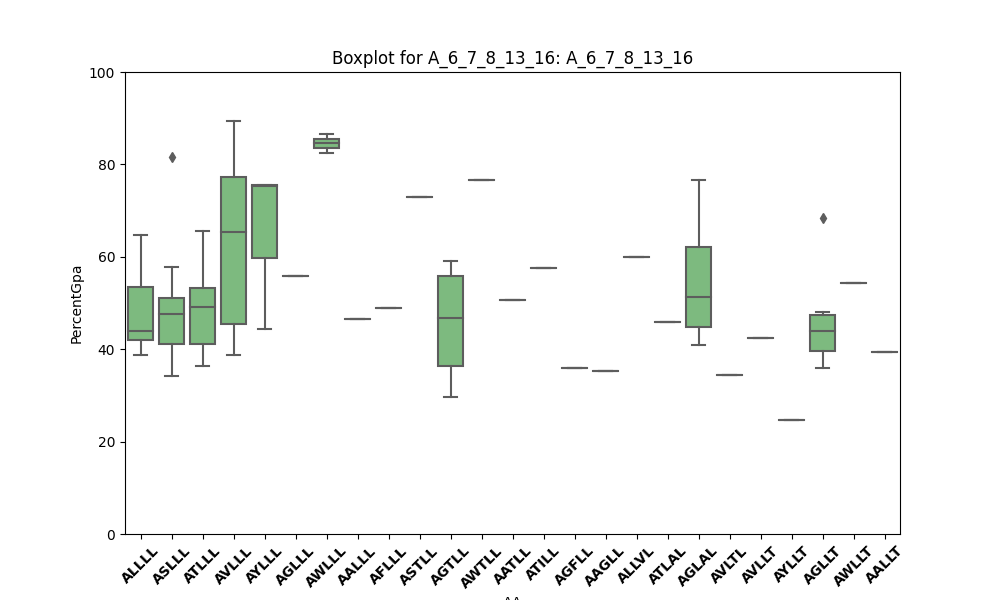 Boxplot for A_6_7_8_13_16: A_6_7_8_13_16
100
80
60
40
20
0
PercentGpa
ALLLL ASLLL ATLLL AVLLL AYLLL AGLLL AWLLL AALLL AFLLL ASTLL AGTLL AWTLL AATLL ATILL AGFLL AAGLL ALLVL ATLAL AGLAL AVLTL AVLLT AYLLT AGLLT AWLLT AALLT